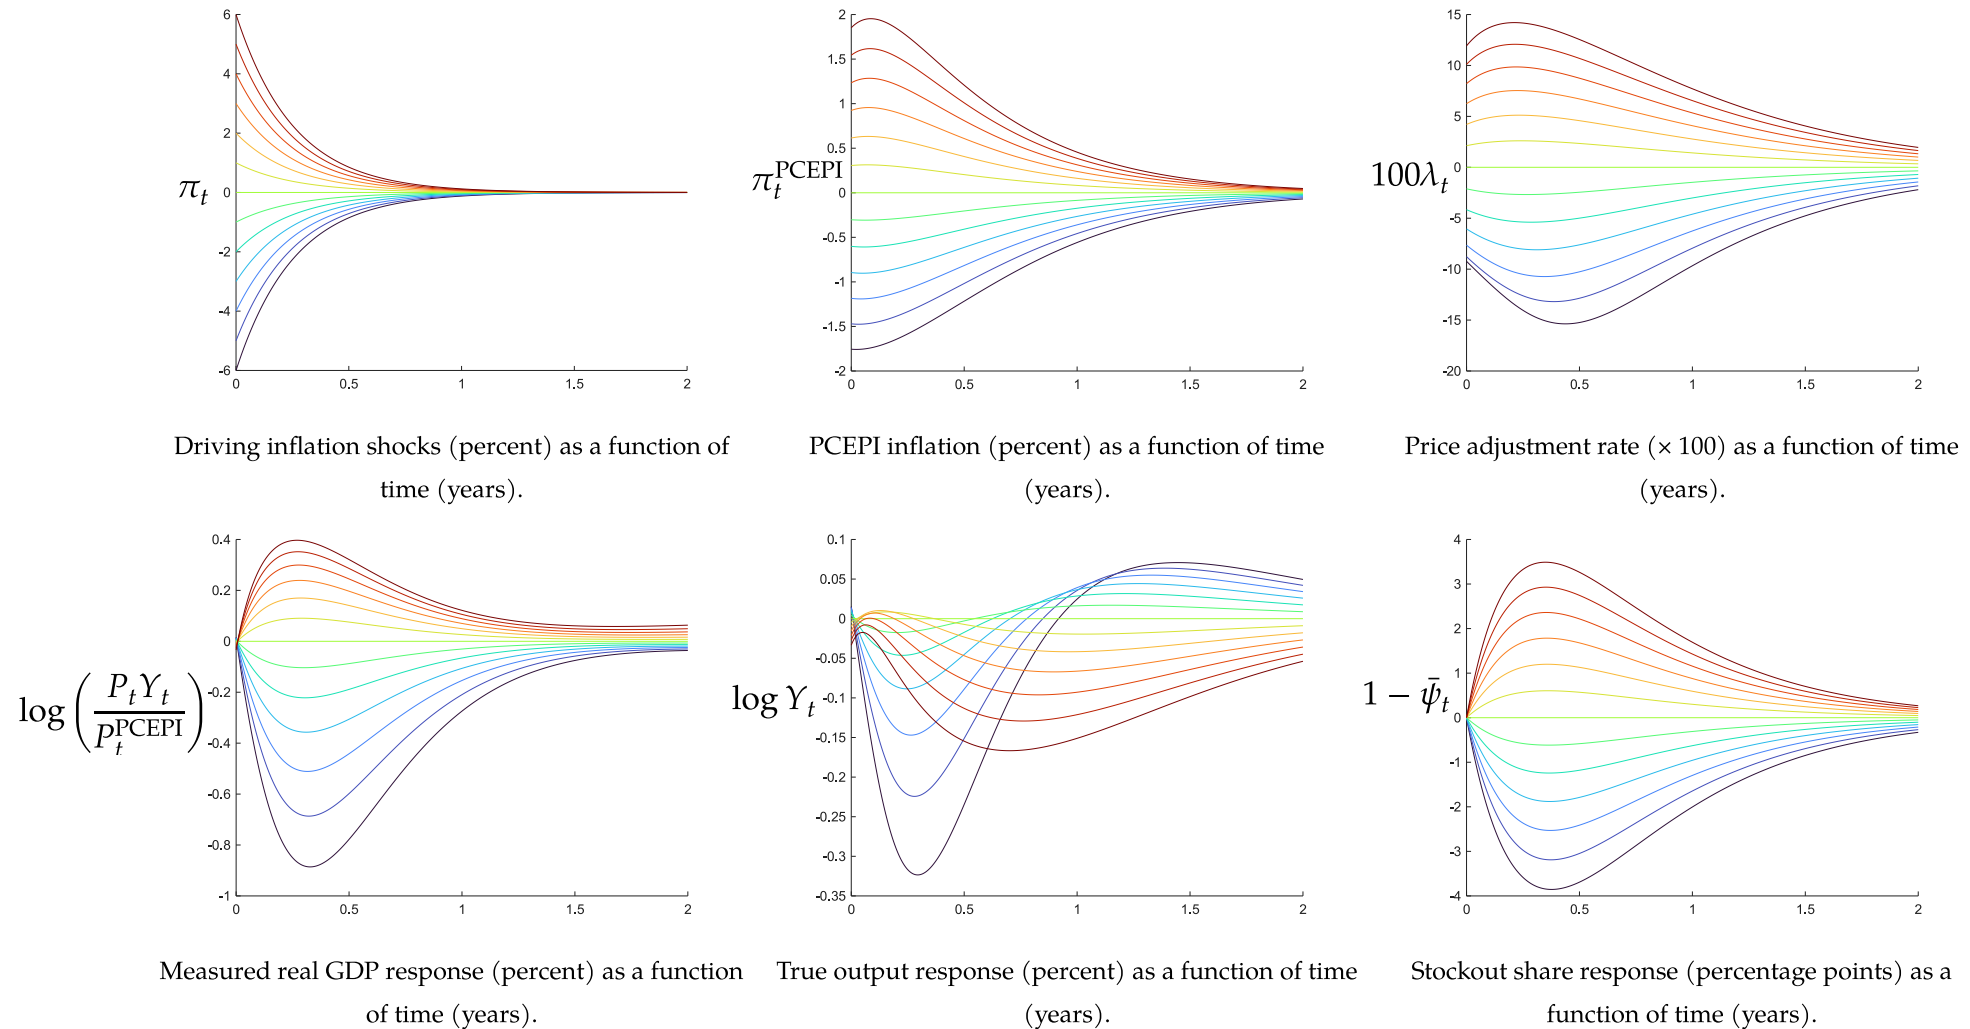 6
4
2
0
-2
-4
-6
0 0.5 1 1.5 2
π_t
Driving inflation shocks (percent) as a function of
time (years).
2
1.5
1
0.5
0
-0.5
-1
-1.5
-2
0 0.5 1 1.5 2
π_t^PCEPI
PCEPI inflation (percent) as a function of time
(years).
15
10
5
0
-5
-10
-15
-20
0 0.5 1 1.5 2
100λ_t
Price adjustment rate (× 100) as a function of time
(years).
0.4
0.2
0
-0.2
-0.4
-0.6
-0.8
-1
0 0.5 1 1.5 2
log(P_t Y_t / P_t^PCEPI)
Measured real GDP response (percent) as a function
of time (years).
0.1
0.05
0
-0.05
-0.1
-0.15
-0.2
-0.25
-0.3
-0.35
0 0.5 1 1.5 2
log Y_t
True output response (percent) as a function of time
(years).
4
3
2
1
0
-1
-2
-3
-4
0 0.5 1 1.5 2
1 − ψ̄_t
Stockout share response (percentage points) as a
function of time (years).